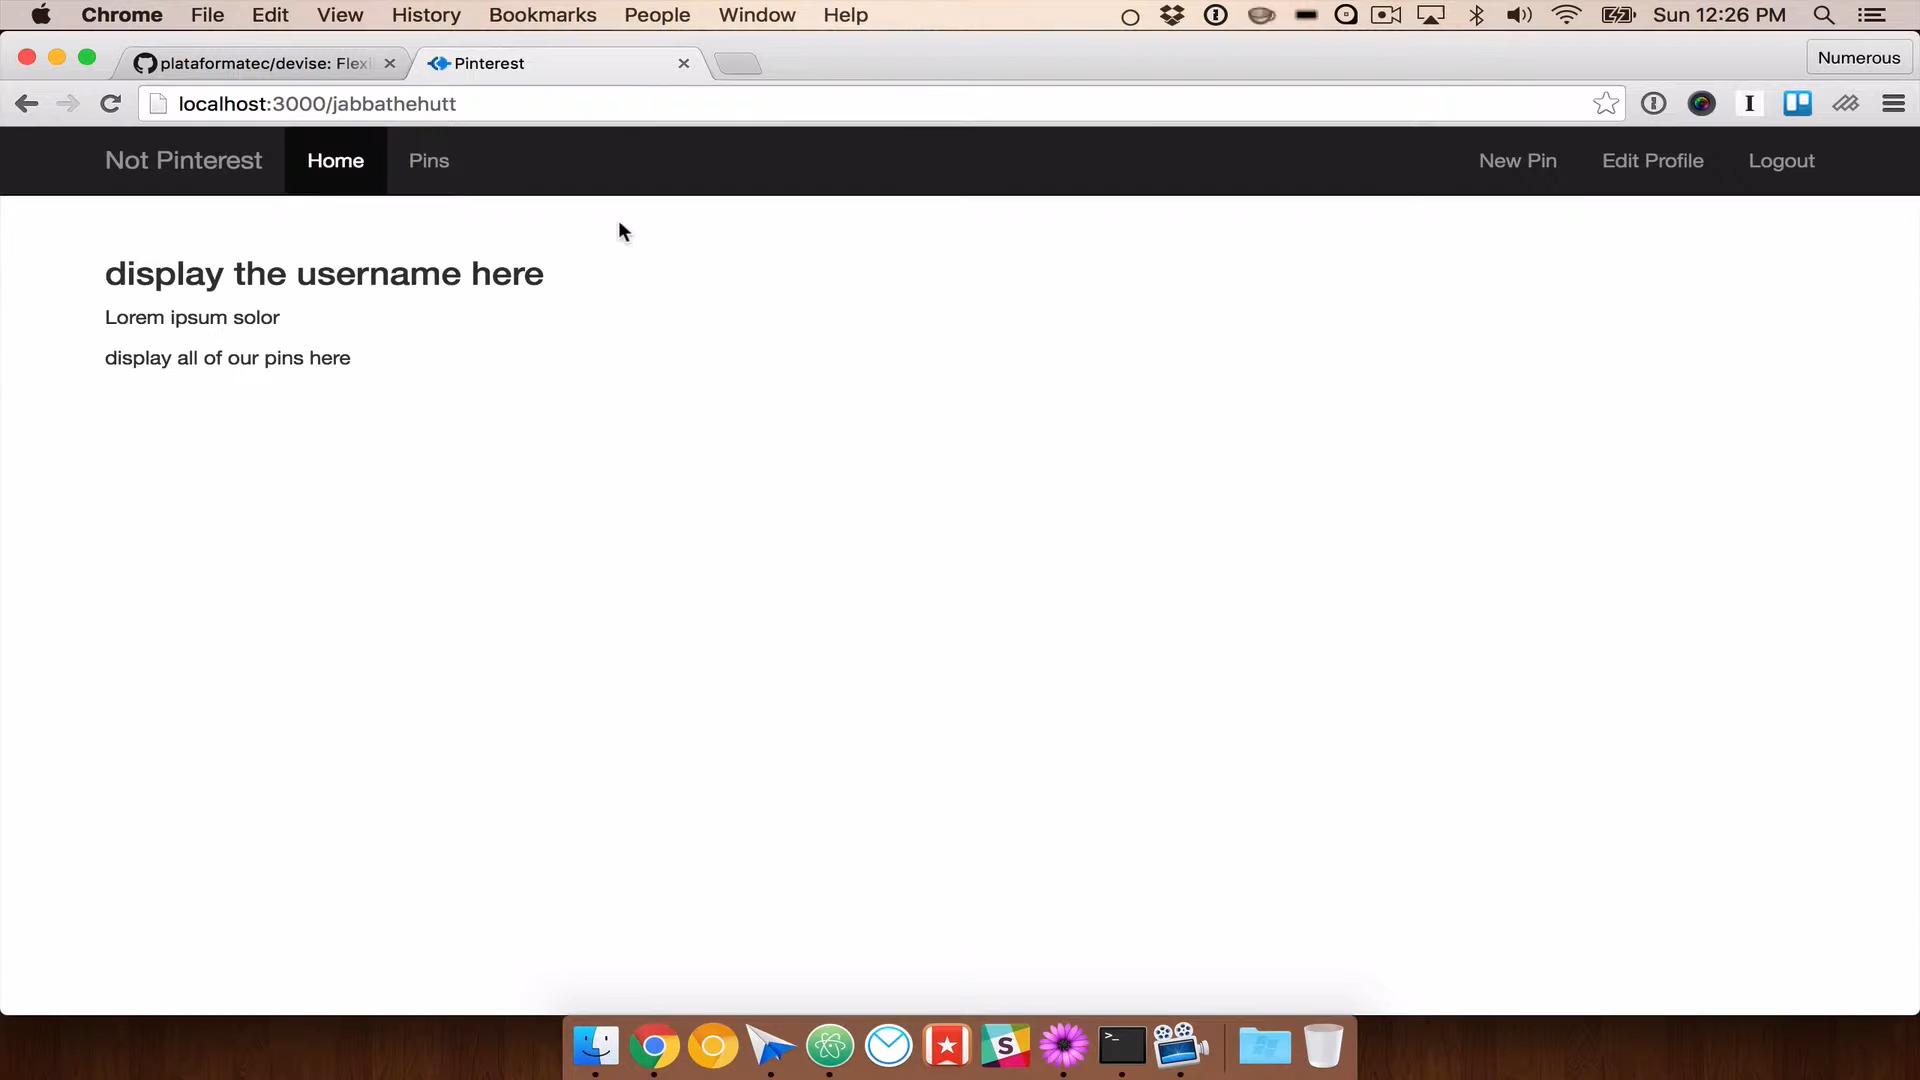 Chrome File Edit View History Bookmarks People Window Help Sun 12:26 PM
plataformatec/devise: Flexi Pinterest Numerous
localhost:3000/jabbathehutt
Not Pinterest Home Pins New Pin Edit Profile Logout
display the username here
Lorem ipsum solor
display all of our pins here